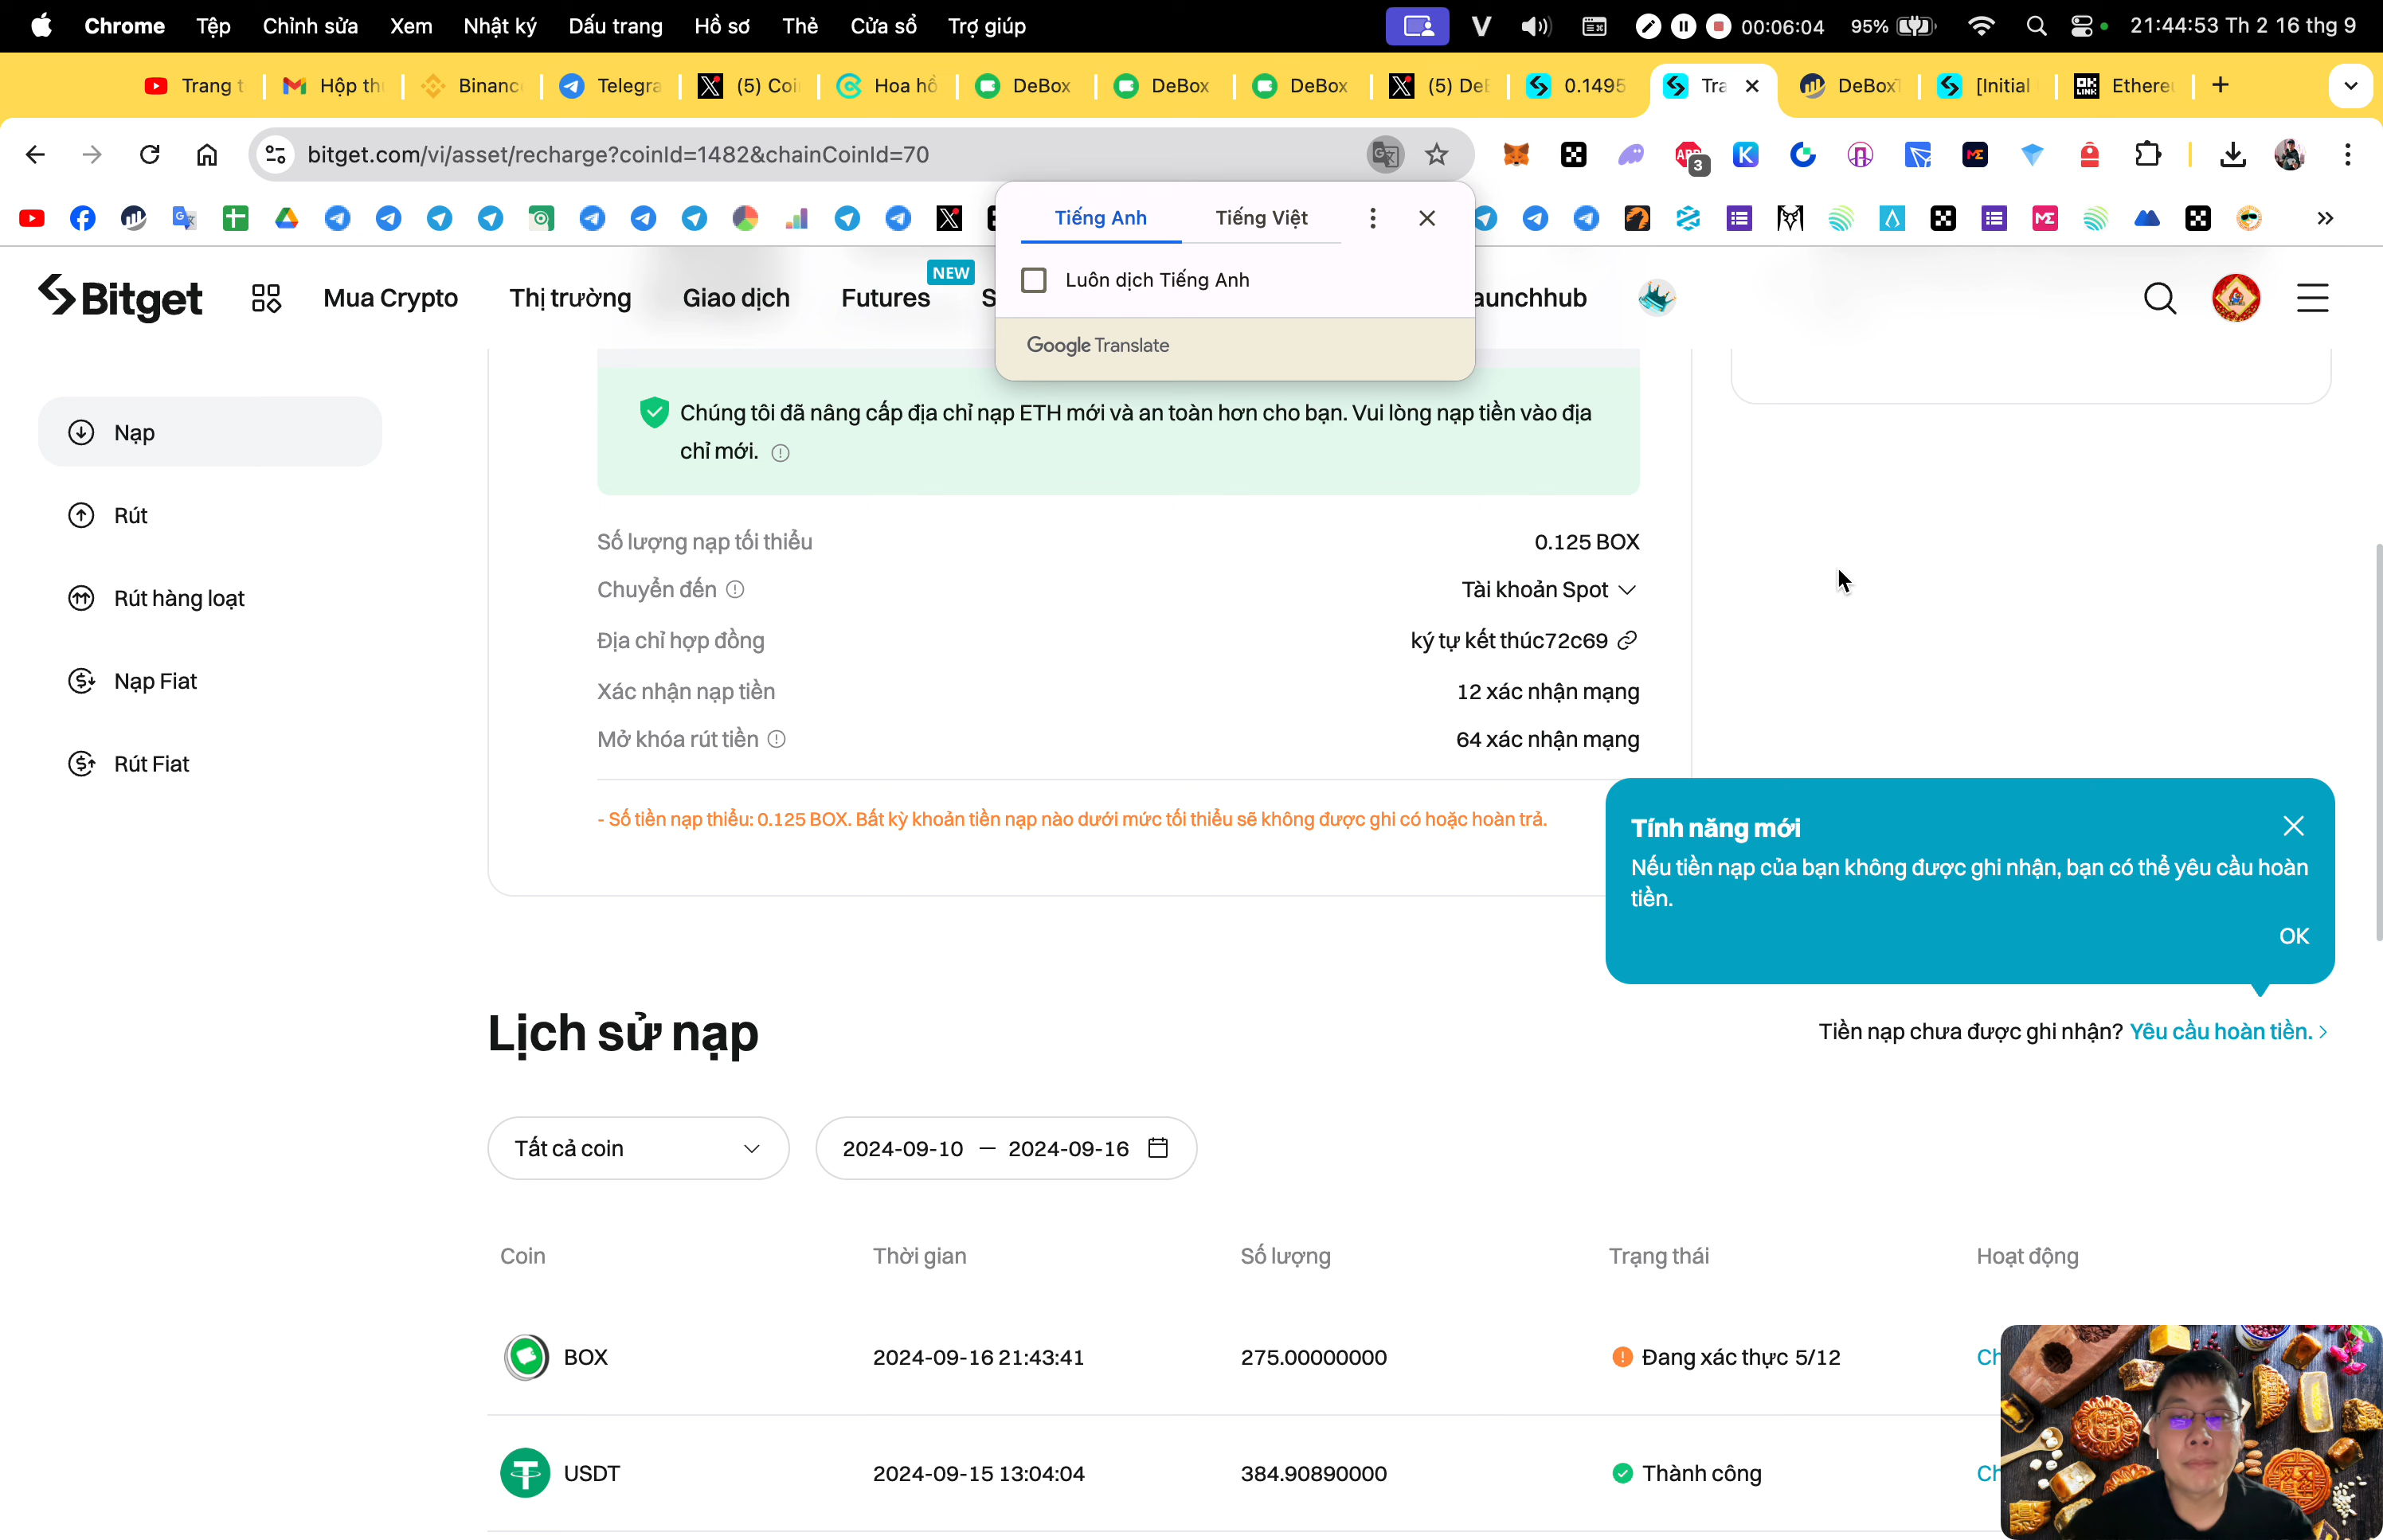 Chrome Tệp Chỉnh sửa Xem Nhật ký Dấu trang Hồ sơ Thẻ Cửa sổ Trợ giúp 00:06:04 95% 21:44:53 Th 2 16 thg 9
Trang t Hộp th Binanc Telegra (5) Coi Hoa hồ DeBox DeBox DeBox (5) DeB 0.1495 Tra DeBoxT [Initial Ethere
bitget.com/vi/asset/recharge?coinId=1482&chainCoinId=70 3
Tiếng Anh Tiếng Việt
Luôn dịch Tiếng Anh
Google Translate
Bitget Mua Crypto Thị trường Giao dịch Futures NEW S aunchhub
Chúng tôi đã nâng cấp địa chỉ nạp ETH mới và an toàn hơn cho bạn. Vui lòng nạp tiền vào địa
chỉ mới.
Nạp
Rút
Rút hàng loạt
Nạp Fiat
Rút Fiat
Số lượng nạp tối thiểu 0.125 BOX
Chuyển đến Tài khoản Spot
Địa chỉ hợp đồng ký tự kết thúc72c69
Xác nhận nạp tiền 12 xác nhận mạng
Mở khóa rút tiền 64 xác nhận mạng
- Số tiền nạp thiểu: 0.125 BOX. Bất kỳ khoản tiền nạp nào dưới mức tối thiểu sẽ không được ghi có hoặc hoàn trả.
Tính năng mới
Nếu tiền nạp của bạn không được ghi nhận, bạn có thể yêu cầu hoàn
tiền.
OK
Lịch sử nạp
Tiền nạp chưa được ghi nhận? Yêu cầu hoàn tiền. >
Tất cả coin 2024-09-10 — 2024-09-16
Coin Thời gian Số lượng Trạng thái Hoạt động
BOX 2024-09-16 21:43:41 275.00000000 Đang xác thực 5/12 Ch
USDT 2024-09-15 13:04:04 384.90890000 Thành công Ch